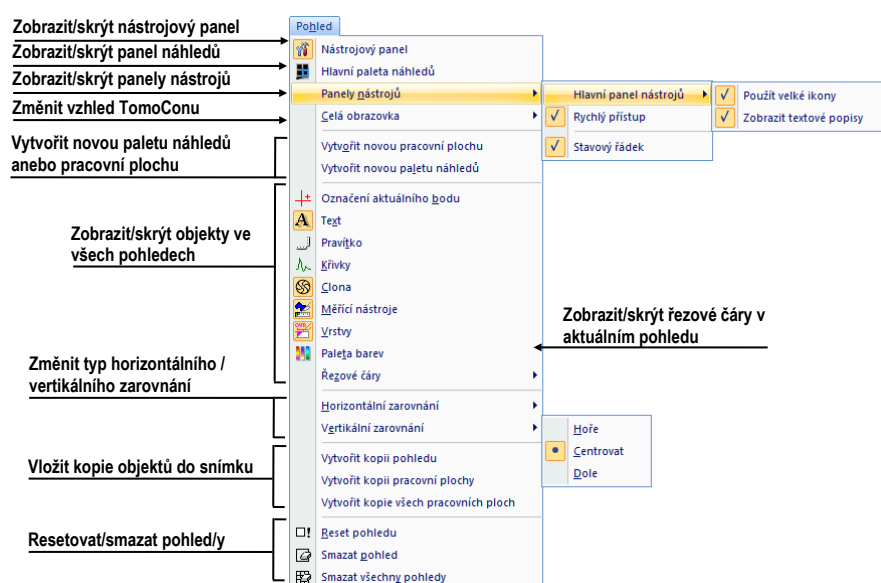 Zobrazit/skrýt nástrojový panel
Zobrazit/skrýt panel náhledů
Zobrazit/skrýt panely nástrojů
Změnit vzhled TomoConu
Vytvořit novou paletu náhledů
anebo pracovní plochu
Zobrazit/skrýt objekty ve
všech pohledech
Změnit typ horizontálního /
vertikálního zarovnání
Vložit kopie objektů do snímku
Resetovat/smazat pohled/y
Pohled
Nástrojový panel
Hlavní paleta náhledů
Panely nástrojů
Celá obrazovka
Vytvořit novou pracovní plochu
Vytvořit novou paletu náhledů
Označení aktuálního bodu
A Text
Pravítko
Křivky
Clona
Měřící nástroje
OVR Vrstvy
Paleta barev
Řezové čáry
Horizontální zarovnání
Vertikální zarovnání
Vytvořit kopii pohledu
Vytvořit kopii pracovní plochy
Vytvořit kopie všech pracovních ploch
Reset pohledu
Smazat pohled
Smazat všechny pohledy
Hlavní panel nástrojů
Rychlý přístup
Stavový řádek
Použít velké ikony
Zobrazit textové popisy
Zobrazit/skrýt řezové čáry v
aktuálním pohledu
Hoře
Centrovat
Dole